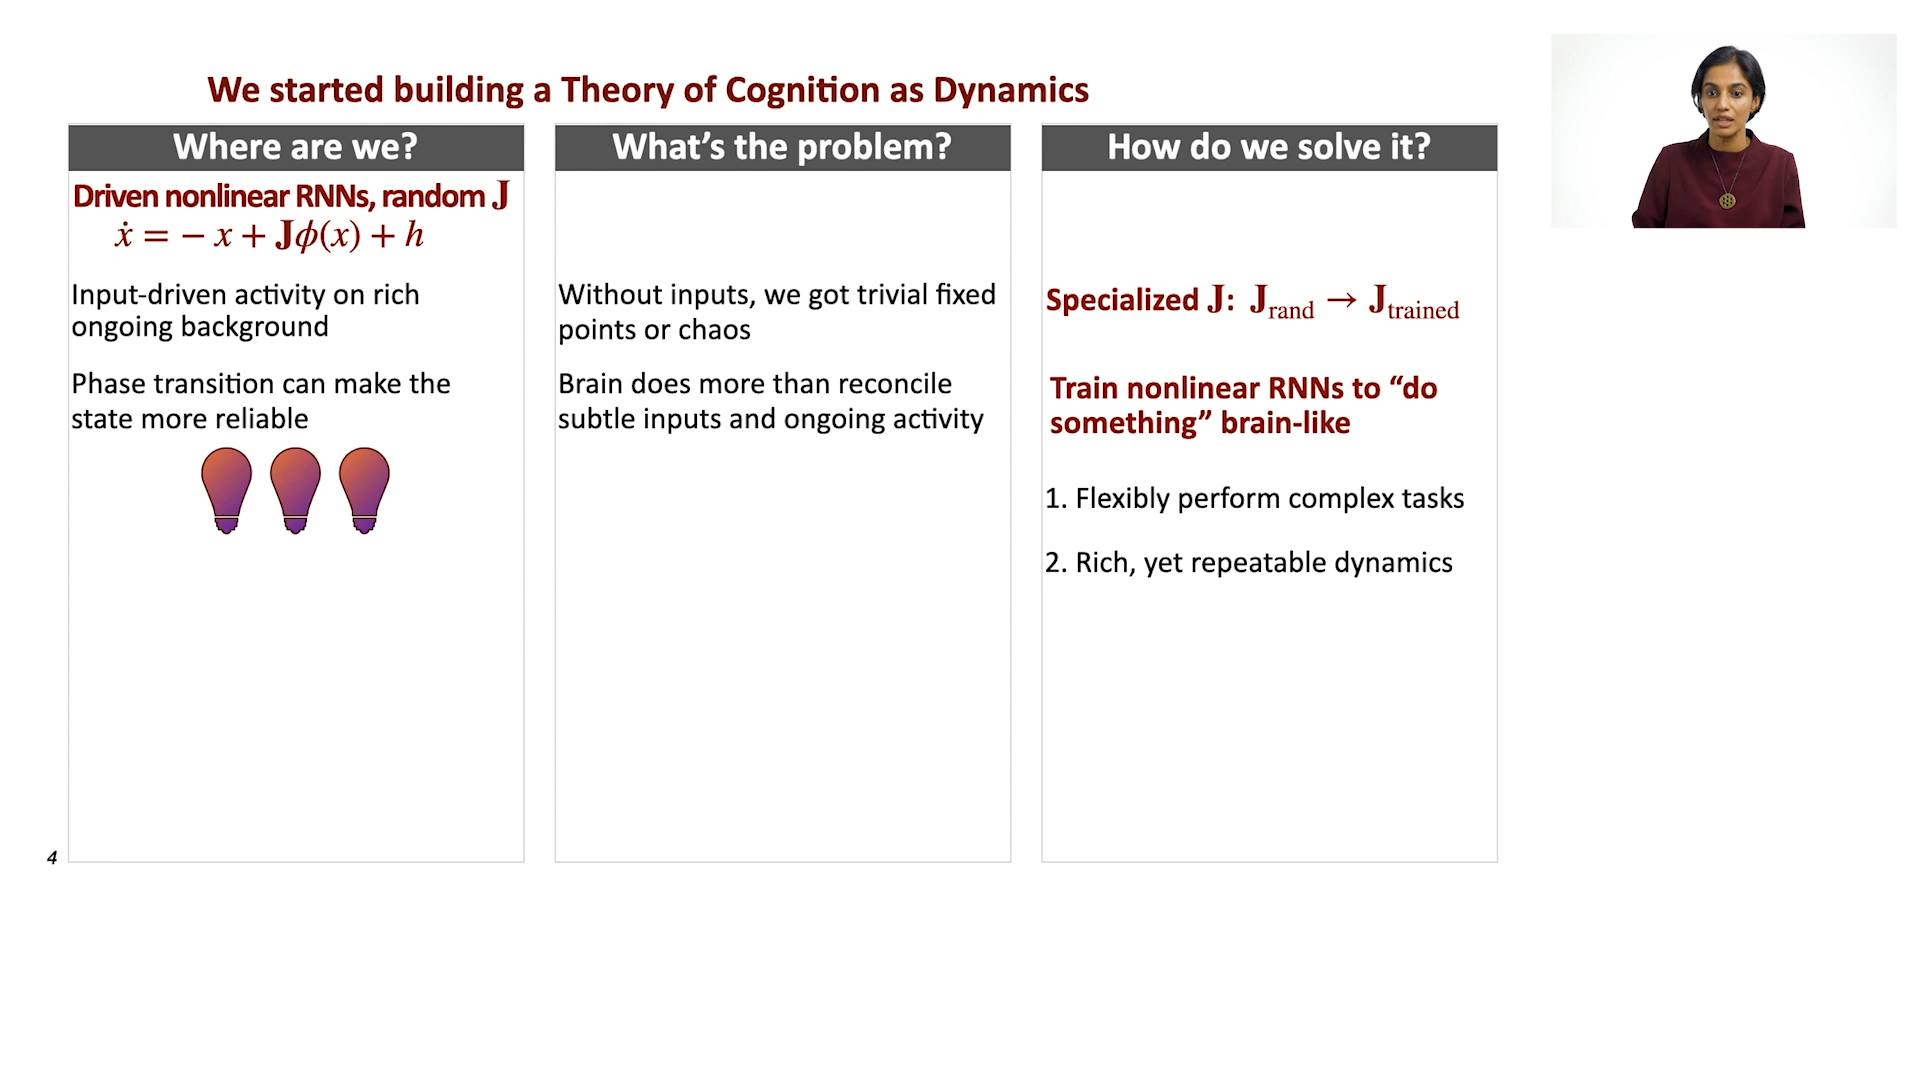 We started building a Theory of Cognition as Dynamics
Where are we?
Driven nonlinear RNNs, random J
ẋ = − x + Jϕ(x) + h
Input-driven activity on rich
ongoing background
Phase transition can make the
state more reliable
What’s the problem?
Without inputs, we got trivial fixed
points or chaos
Brain does more than reconcile
subtle inputs and ongoing activity
How do we solve it?
Specialized J: J_rand → J_trained
Train nonlinear RNNs to “do
something” brain-like
1. Flexibly perform complex tasks
2. Rich, yet repeatable dynamics
4